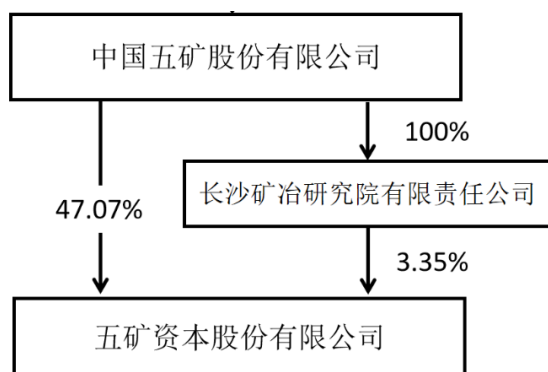 中国五矿股份有限公司
100%
长沙矿冶研究院有限责任公司
47.07%
3.35%
五矿资本股份有限公司